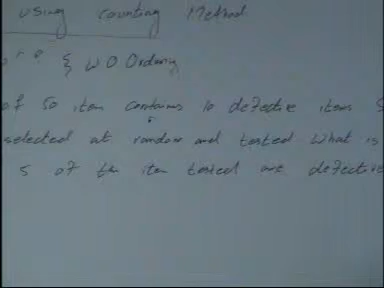 using counting Method
{ W O Ordering
of 50 item contains 10 defective items
selected at random and tested what is
5 of the item tested are defective